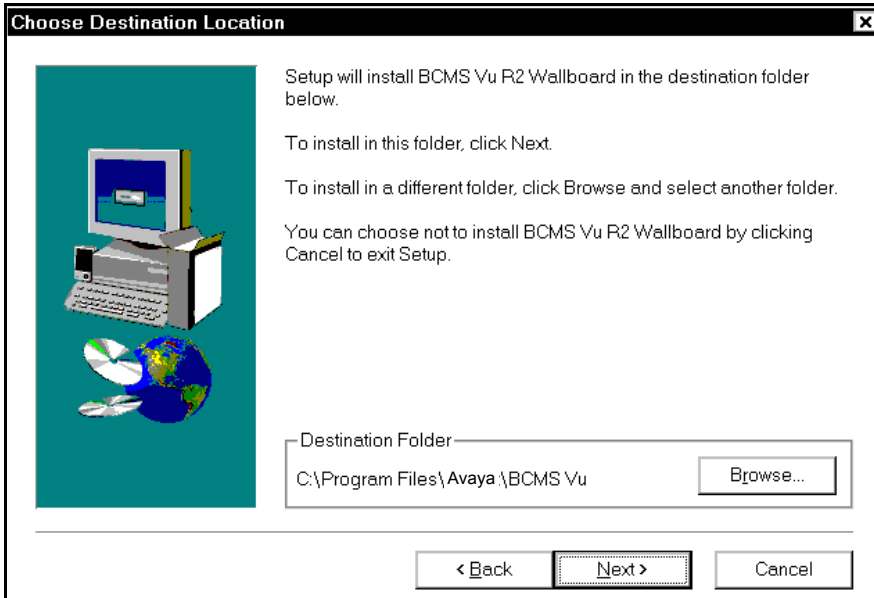 Choose Destination Location
Setup will install BCMS Vu R2 Wallboard in the destination folder
below.
To install in this folder, click Next.
To install in a different folder, click Browse and select another folder.
You can choose not to install BCMS Vu R2 Wallboard by clicking
Cancel to exit Setup.
Destination Folder
C:\Program Files\Avaya:\BCMS Vu
Browse...
< Back
Next >
Cancel